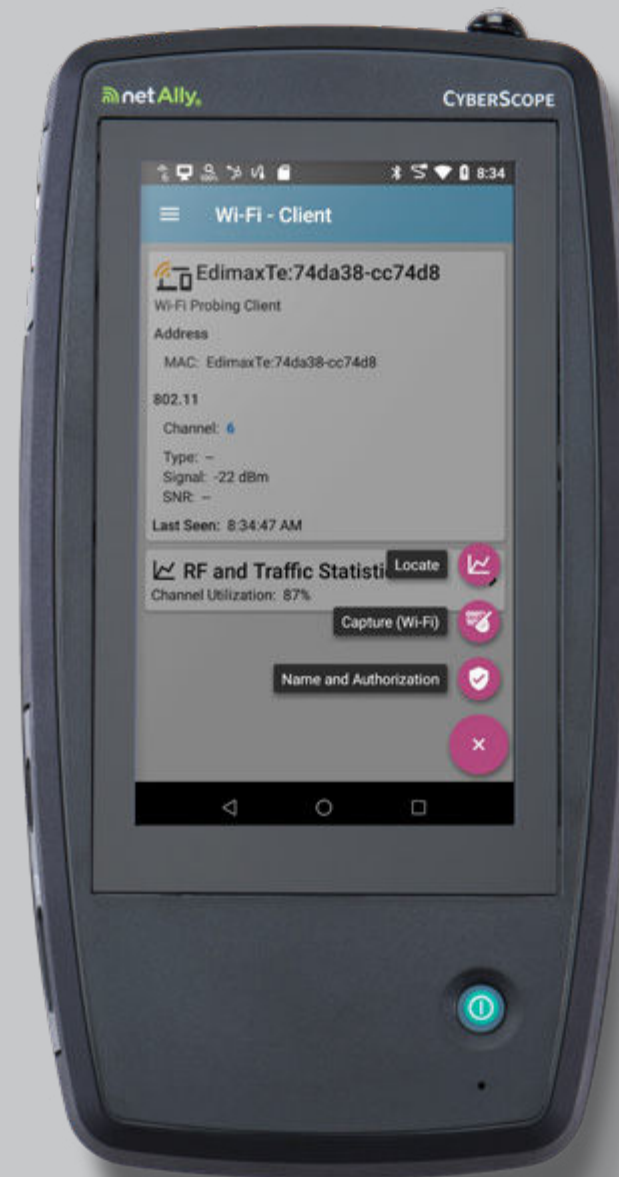 netAlly®
CYBERSCOPE
8:34
Wi-Fi - Client
EdimaxTe:74da38-cc74d8
Wi-Fi Probing Client
Address
MAC: EdimaxTe:74da38-cc74d8
802.11
Channel: 6
Type: --
Signal: -22 dBm
SNR: --
Last Seen: 8:34:47 AM
RF and Traffic Statisti
Locate
Channel Utilization: 87%
Capture (Wi-Fi)
Name and Authorization